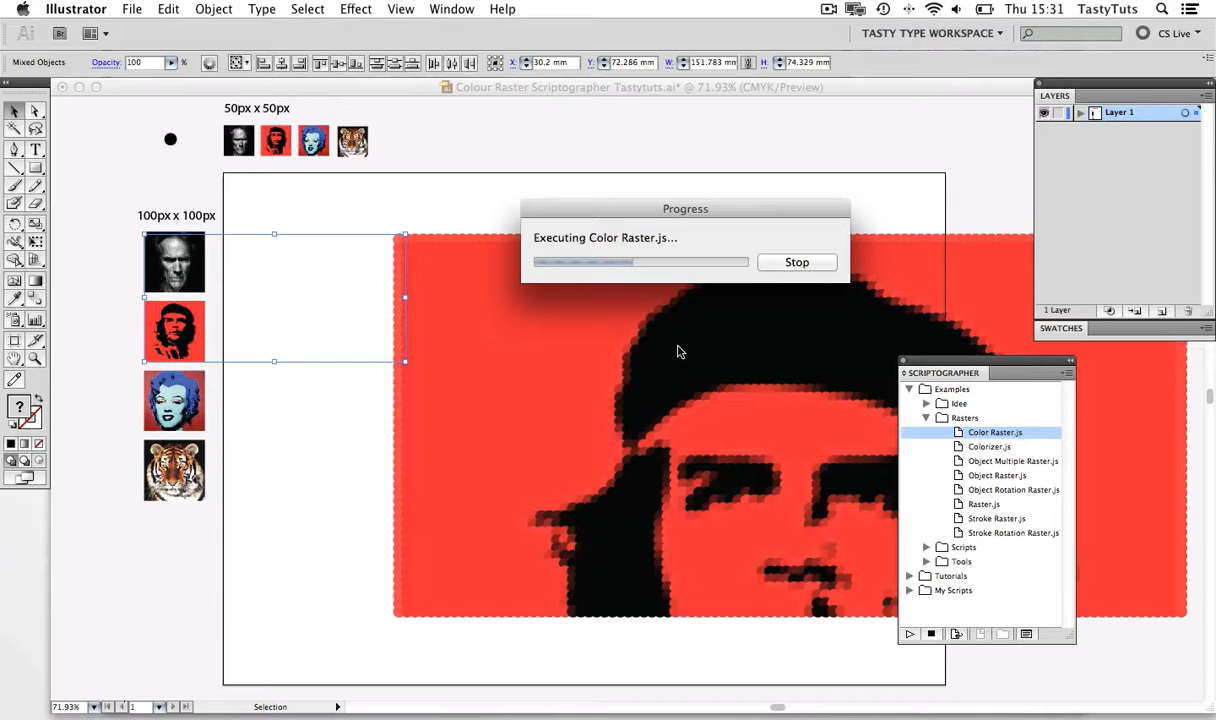 Illustrator File Edit Object Type Select Effect View Window Help Thu 15:31 TastyTuts
Ai Br TASTY TYPE WORKSPACE CS Live
Mixed Objects Opacity: 100 % X: 30.2 mm Y: 72.286 mm W: 151.783 mm H: 74.329 mm
Colour Raster Scriptographer Tastytuts.ai* @ 71.93% (CMYK/Preview)
LAYERS
Layer 1
1 Layer
SWATCHES
50px x 50px
100px x 100px
Progress
Executing Color Raster.js...
Stop
SCRIPTOGRAPHER
Examples
Idee
Rasters
Color Raster.js
Colorizer.js
Object Multiple Raster.js
Object Raster.js
Object Rotation Raster.js
Raster.js
Stroke Raster.js
Stroke Rotation Raster.js
Scripts
Tools
Tutorials
My Scripts
?
71.93% 1 Selection